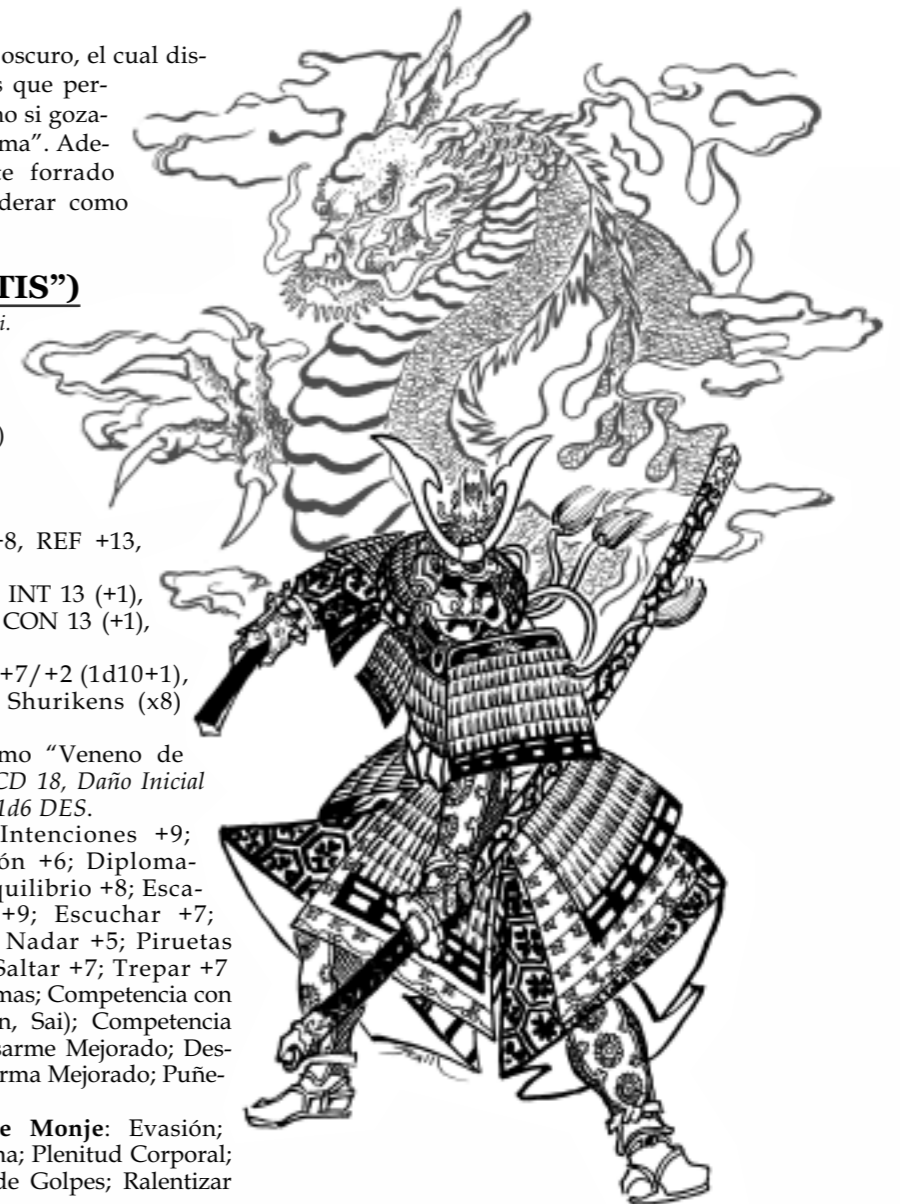 oscuro, el cual dis-
s que per-
no si goza-
ma”. Ade-
te forrado
derar como
TIS”)
i.
)
+8, REF +13,
INT 13 (+1),
CON 13 (+1),
+7/+2 (1d10+1),
Shurikens (x8)
mo “Veneno de
CD 18, Daño Inicial
1d6 DES.
Intenciones +9;
ón +6; Diploma-
quilibrio +8; Esca-
+9; Escuchar +7;
Nadar +5; Piruetas
Saltar +7; Trepar +7
mas; Competencia con
n, Sai); Competencia
sarme Mejorado; Des-
rma Mejorado; Puñe-
e Monje: Evasión;
na; Plenitud Corporal;
de Golpes; Ralentizar